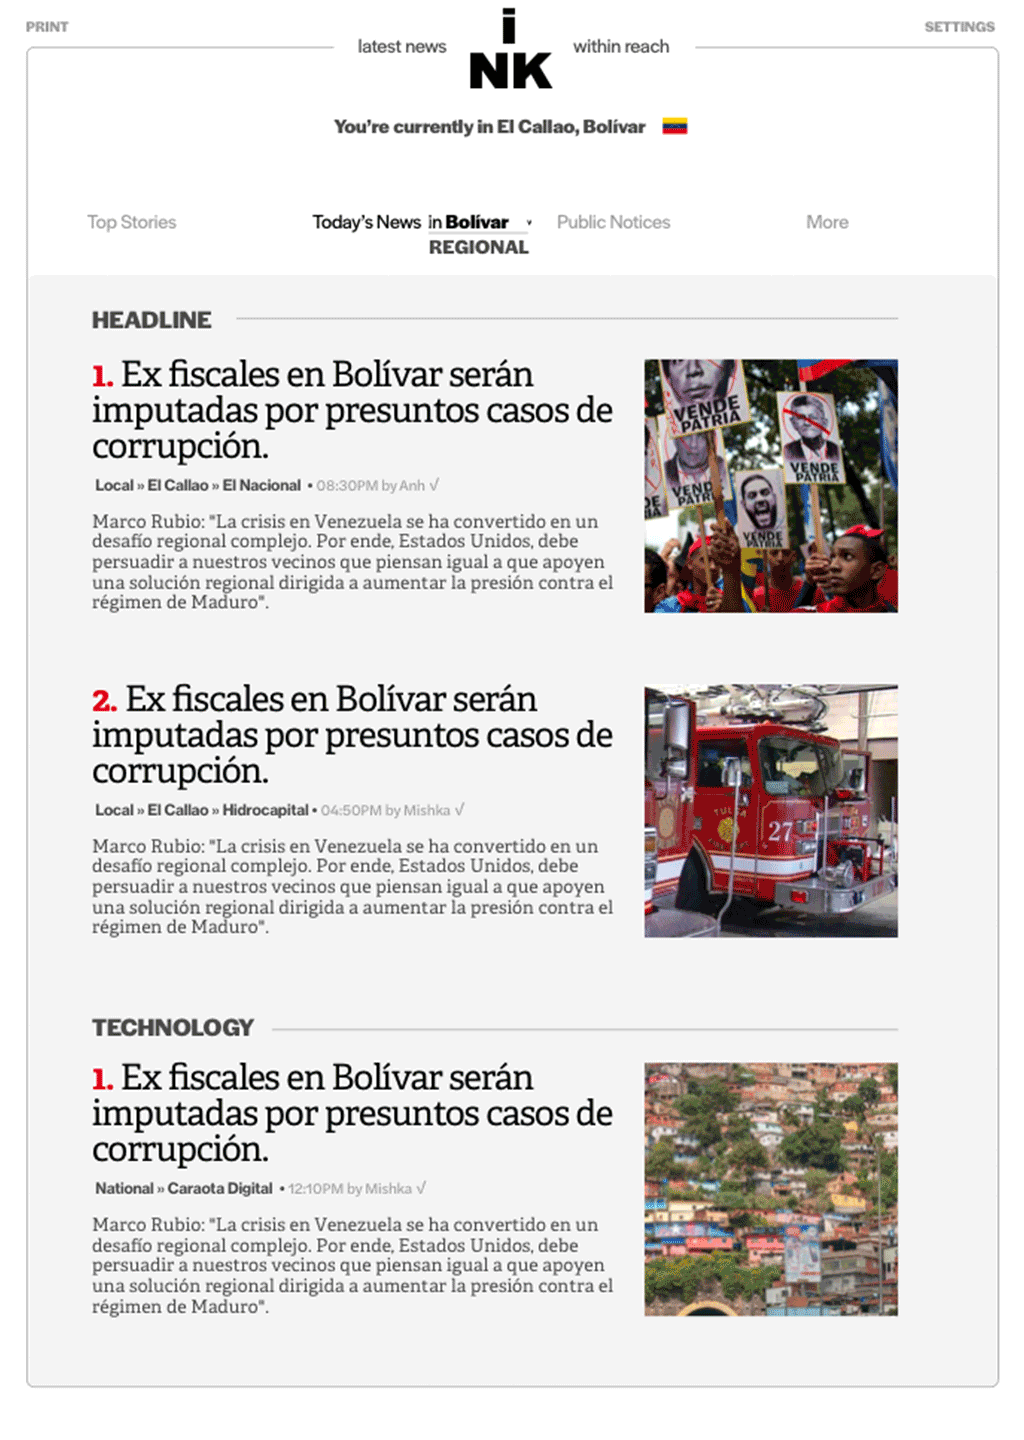 PRINT
SETTINGS
latest news
iNK
within reach
You're currently in El Callao, Bolívar
Top Stories
Today's News in Bolívar v
Public Notices
More
REGIONAL
HEADLINE
1. Ex fiscales en Bolívar serán
imputadas por presuntos casos de
corrupción.
Local » El Callao » El Nacional • 08:30PM by Anh √
Marco Rubio: "La crisis en Venezuela se ha convertido en un
desafío regional complejo. Por ende, Estados Unidos, debe
persuadir a nuestros vecinos que piensan igual a que apoyen
una solución regional dirigida a aumentar la presión contra el
régimen de Maduro".
VENDE
PATRIA
VENDE
PATRIA
VENDE
PATRI
VENDE
PATRIA
2. Ex fiscales en Bolívar serán
imputadas por presuntos casos de
corrupción.
Local » El Callao » Hidrocapital • 04:50PM by Mishka √
Marco Rubio: "La crisis en Venezuela se ha convertido en un
desafío regional complejo. Por ende, Estados Unidos, debe
persuadir a nuestros vecinos que piensan igual a que apoyen
una solución regional dirigida a aumentar la presión contra el
régimen de Maduro".
TULSA
27
TECHNOLOGY
1. Ex fiscales en Bolívar serán
imputadas por presuntos casos de
corrupción.
National » Caraota Digital • 12:10PM by Mishka √
Marco Rubio: "La crisis en Venezuela se ha convertido en un
desafío regional complejo. Por ende, Estados Unidos, debe
persuadir a nuestros vecinos que piensan igual a que apoyen
una solución regional dirigida a aumentar la presión contra el
régimen de Maduro".